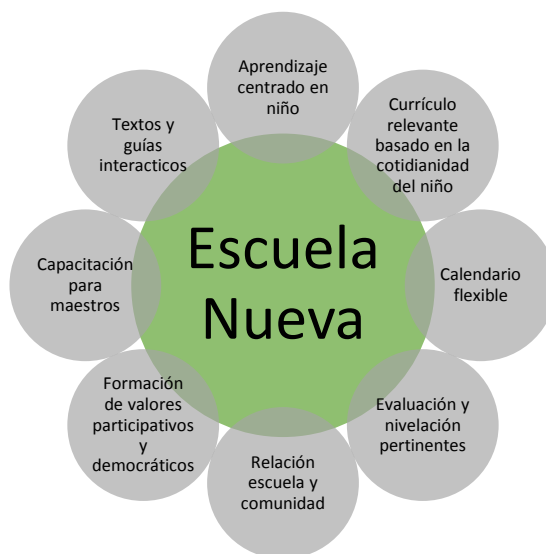 Aprendizaje
centrado en
niño
Currículo
relevante
basado en la
cotidianidad
del niño
Calendario
flexible
Evaluación y
nivelación
pertinentes
Relación
escuela y
comunidad
Formación
de valores
participativos
y
democráticos
Capacitación
para
maestros
Textos y
guías
interacticos
Escuela
Nueva